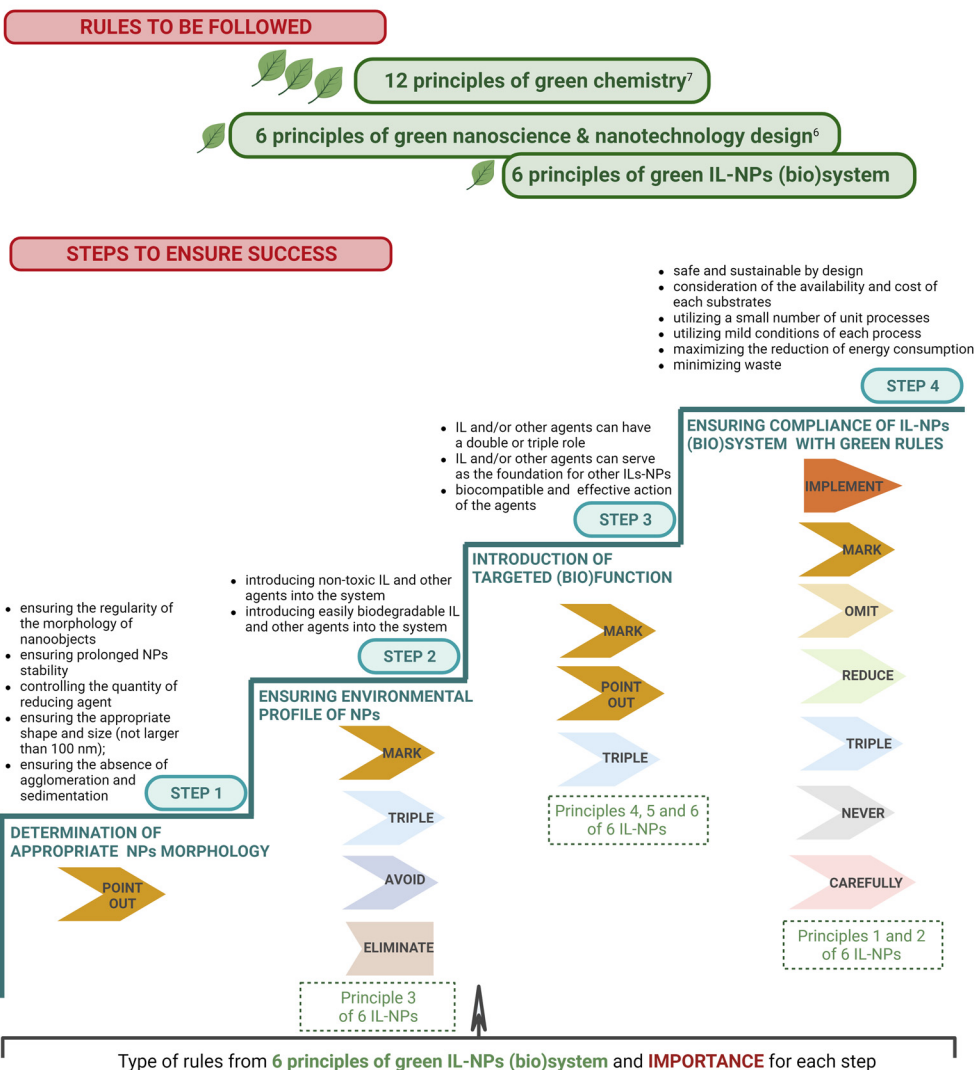 RULES TO BE FOLLOWED
12 principles of green chemistry⁷
6 principles of green nanoscience & nanotechnology design⁶
6 principles of green IL-NPs (bio)system
STEPS TO ENSURE SUCCESS
• safe and sustainable by design
• consideration of the availability and cost of
each substrates
• utilizing a small number of unit processes
• utilizing mild conditions of each process
• maximizing the reduction of energy consumption
• minimizing waste
STEP 4
ENSURING COMPLIANCE OF IL-NPs
(BIO)SYSTEM WITH GREEN RULES
IMPLEMENT
MARK
OMIT
REDUCE
TRIPLE
NEVER
CAREFULLY
Principles 1 and 2
of 6 IL-NPs
• IL and/or other agents can have
a double or triple role
• IL and/or other agents can serve
as the foundation for other ILs-NPs
• biocompatible and effective action
of the agents
STEP 3
INTRODUCTION OF
TARGETED (BIO)FUNCTION
MARK
POINT
OUT
TRIPLE
Principles 4, 5 and 6
of 6 IL-NPs
• introducing non-toxic IL and other
agents into the system
• introducing easily biodegradable IL
and other agents into the system
STEP 2
ENSURING ENVIRONMENTAL
PROFILE OF NPs
MARK
TRIPLE
AVOID
ELIMINATE
Principle 3
of 6 IL-NPs
• ensuring the regularity of
the morphology of
nanoobjects
• ensuring prolonged NPs
stability
• controlling the quantity of
reducing agent
• ensuring the appropriate
shape and size (not larger
than 100 nm);
• ensuring the absence of
agglomeration and
sedimentation
STEP 1
DETERMINATION OF
APPROPRIATE NPs MORPHOLOGY
POINT
OUT
Type of rules from 6 principles of green IL-NPs (bio)system and IMPORTANCE for each step